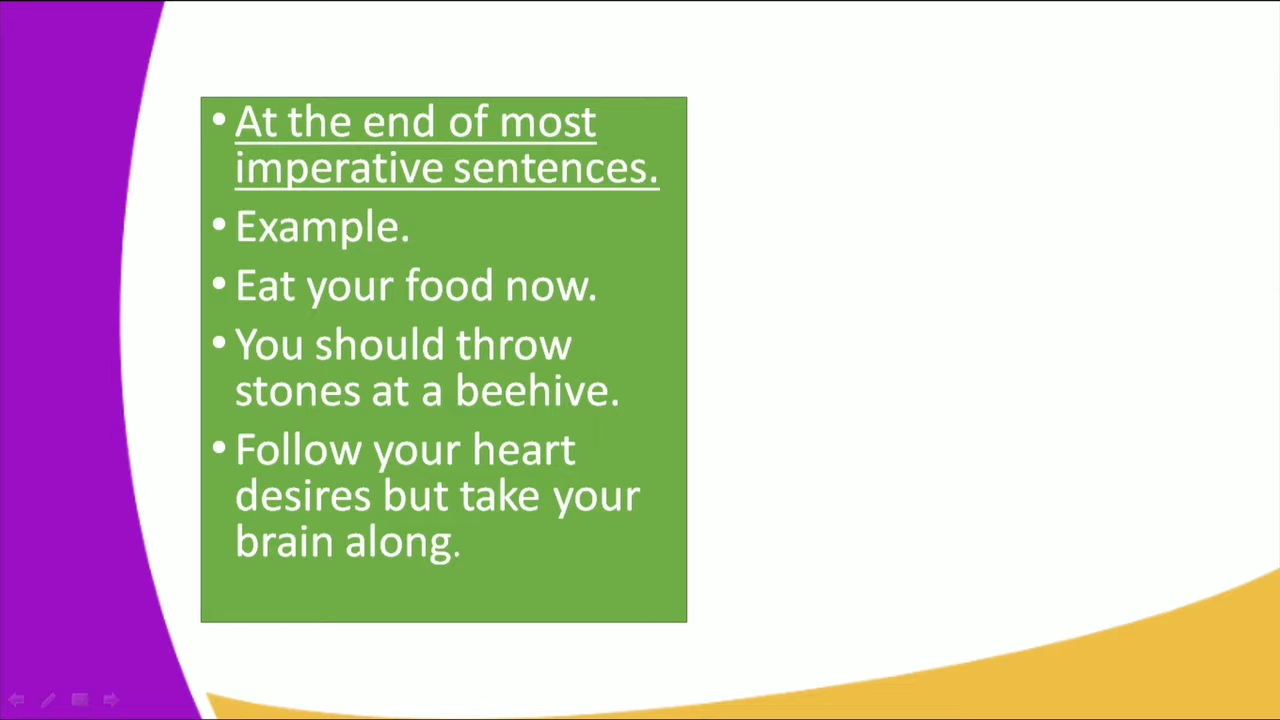 • At the end of most
imperative sentences.
• Example.
• Eat your food now.
• You should throw
stones at a beehive.
• Follow your heart
desires but take your
brain along.